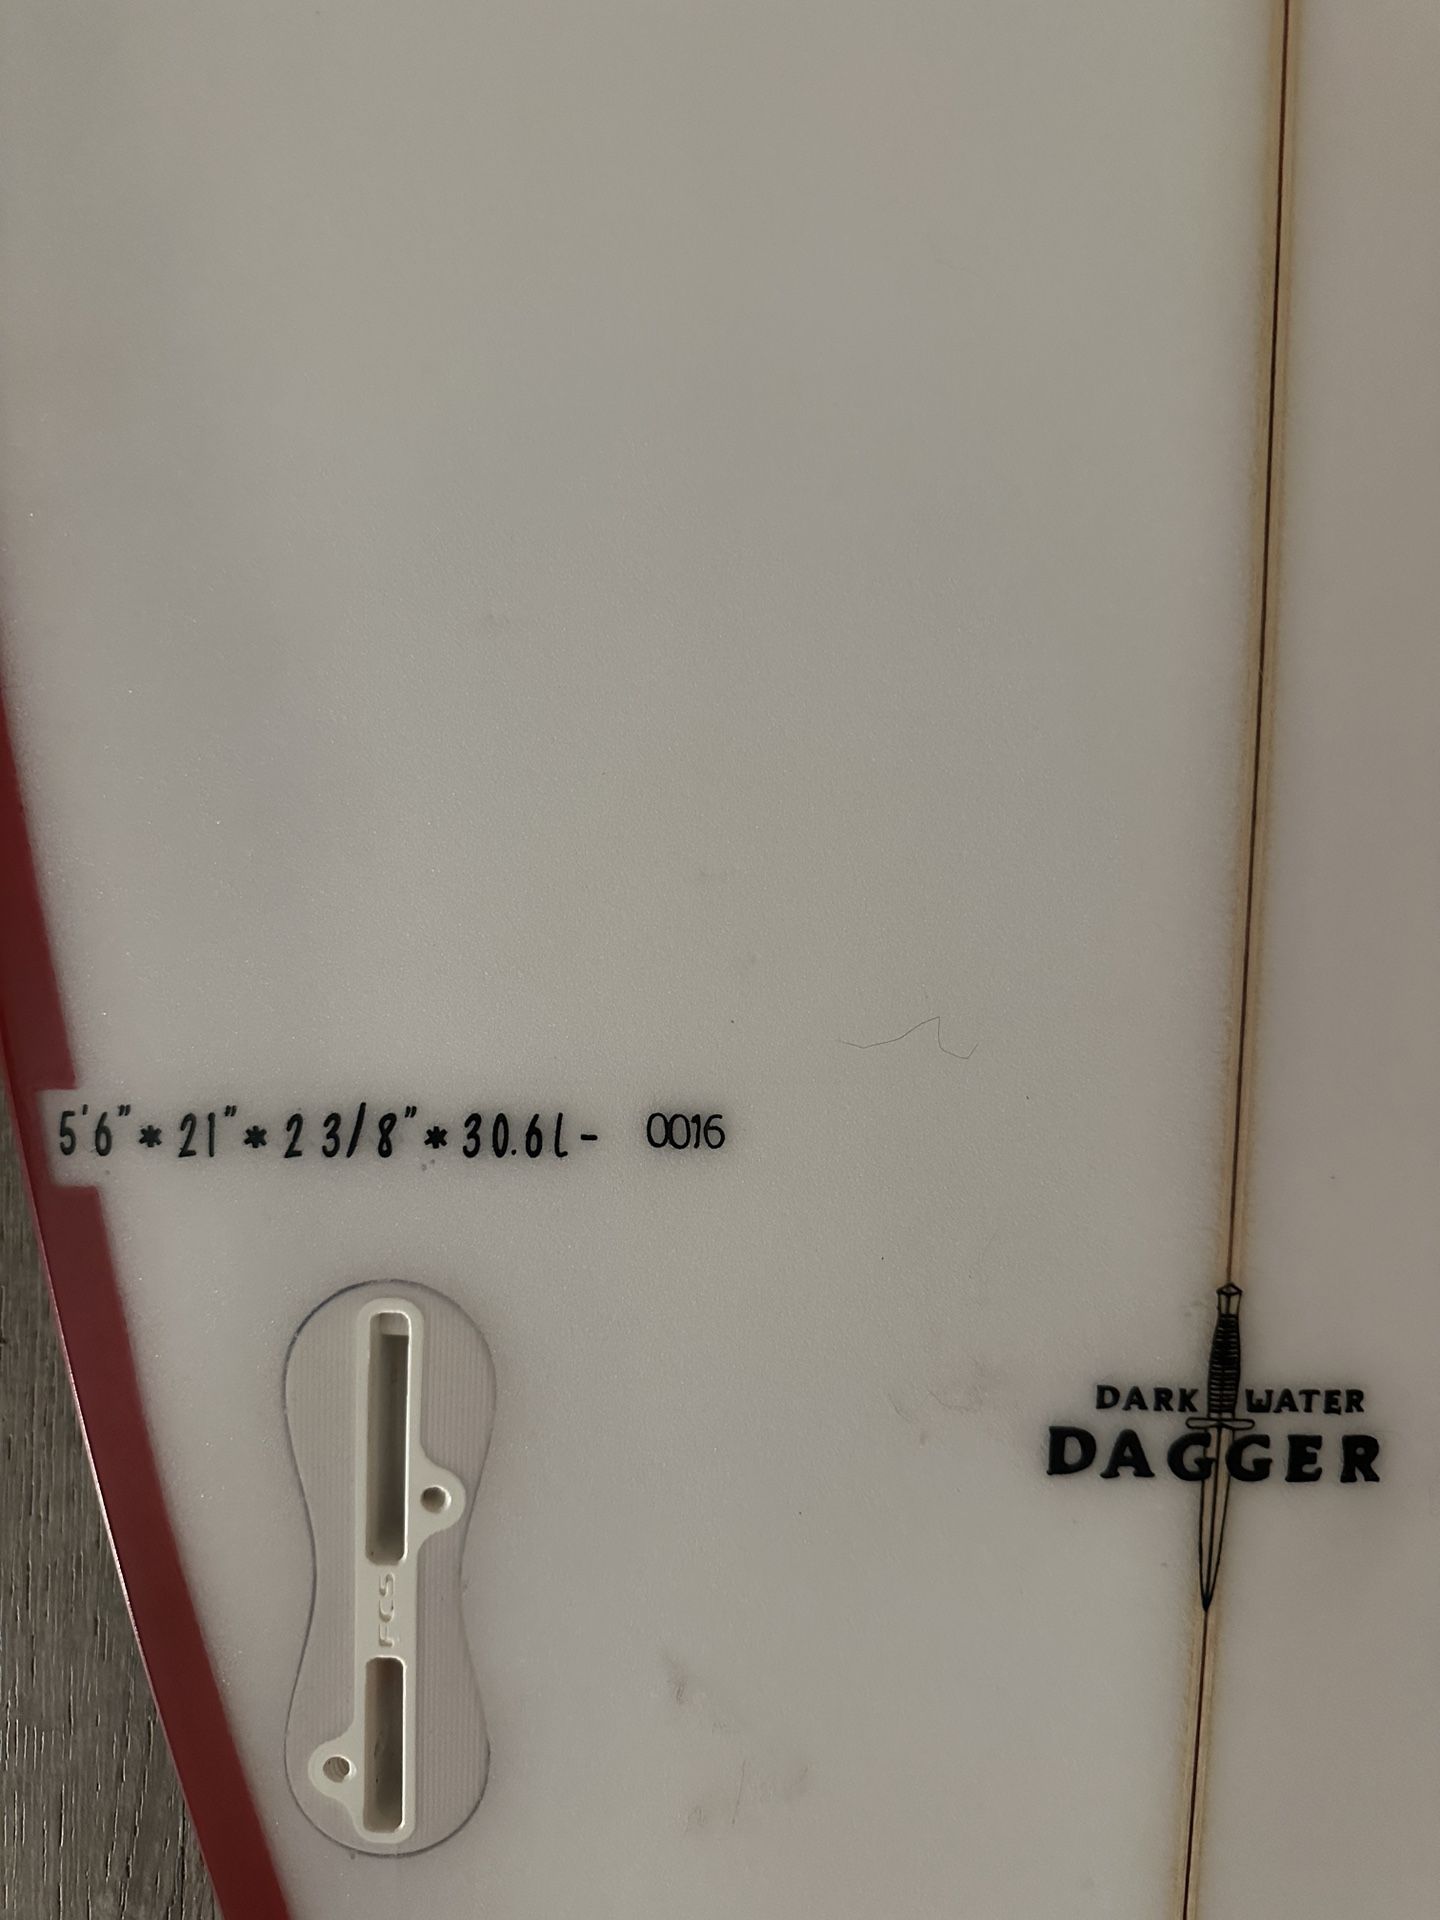 5'6"*21"*2 3/8"*30.6l- 0016
FCS
DARK WATER
DAGGER